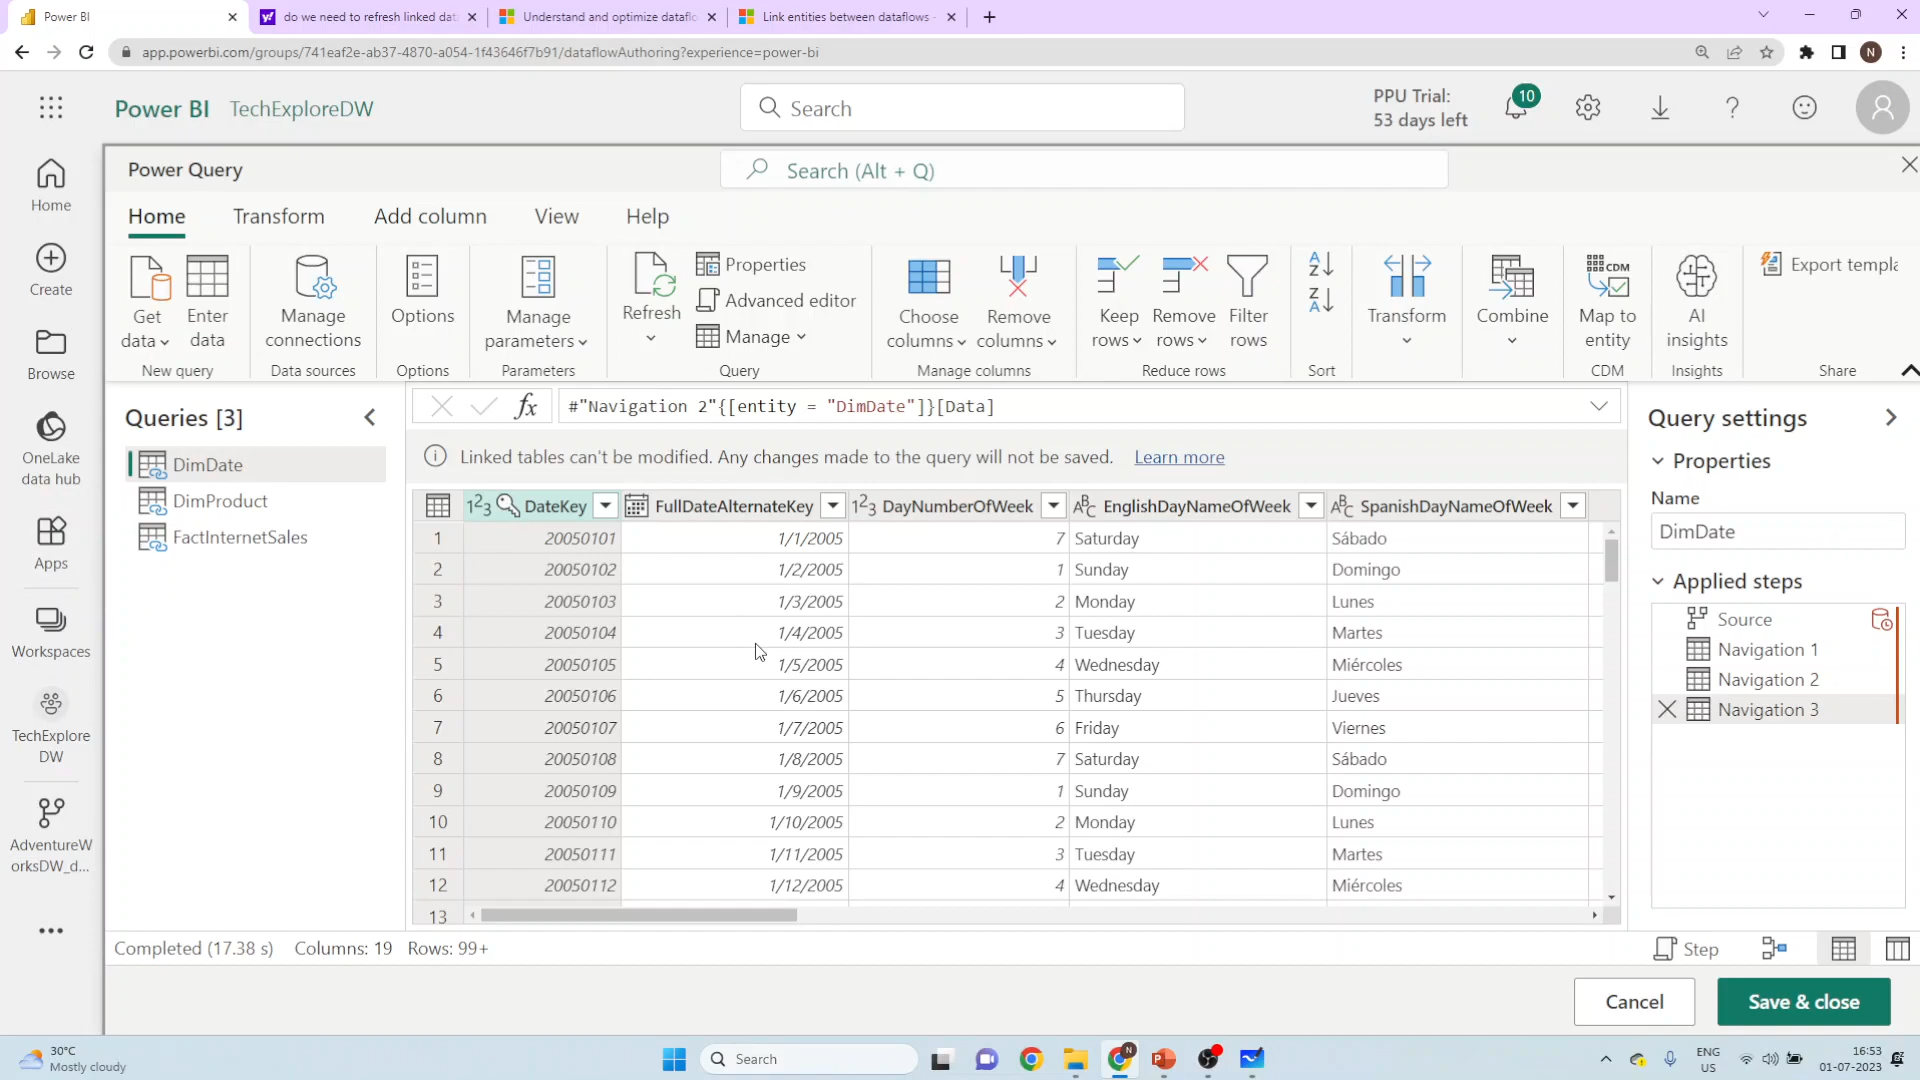 Power BI
do we need to refresh linked dat
Understand and optimize dataflo
Link entities between dataflows -
app.powerbi.com/groups/741eaf2e-ab37-4870-a054-1f43646f7b91/dataflowAuthoring?experience=power-bi
N
Power BI TechExploreDW
Search
PPU Trial:
53 days left
10
Power Query
Search (Alt + Q)
Home Transform Add column View Help
Get data
Enter data
New query
Manage connections
Data sources
Options
Options
Manage parameters
Parameters
Refresh
Properties
Advanced editor
Manage
Query
Choose columns
Remove columns
Manage columns
Keep rows
Remove rows
Filter rows
Reduce rows
Sort
Transform
Combine
Map to entity
CDM
AI insights
Insights
Export templa
Share
Home
Create
Browse
OneLake data hub
Apps
Workspaces
TechExplore DW
AdventureW orksDW_d...
Queries [3]
DimDate
DimProduct
FactInternetSales
fx #"Navigation 2"{[entity = "DimDate"]}[Data]
Linked tables can't be modified. Any changes made to the query will not be saved. Learn more
DateKey FullDateAlternateKey DayNumberOfWeek EnglishDayNameOfWeek SpanishDayNameOfWeek
1 20050101 1/1/2005 7 Saturday Sábado
2 20050102 1/2/2005 1 Sunday Domingo
3 20050103 1/3/2005 2 Monday Lunes
4 20050104 1/4/2005 3 Tuesday Martes
5 20050105 1/5/2005 4 Wednesday Miércoles
6 20050106 1/6/2005 5 Thursday Jueves
7 20050107 1/7/2005 6 Friday Viernes
8 20050108 1/8/2005 7 Saturday Sábado
9 20050109 1/9/2005 1 Sunday Domingo
10 20050110 1/10/2005 2 Monday Lunes
11 20050111 1/11/2005 3 Tuesday Martes
12 20050112 1/12/2005 4 Wednesday Miércoles
13
Query settings
Properties
Name
DimDate
Applied steps
Source
Navigation 1
Navigation 2
Navigation 3
Completed (17.38 s) Columns: 19 Rows: 99+
Step
Cancel
Save & close
30°C
Mostly cloudy
Search
ENG
US
16:53
01-07-2023